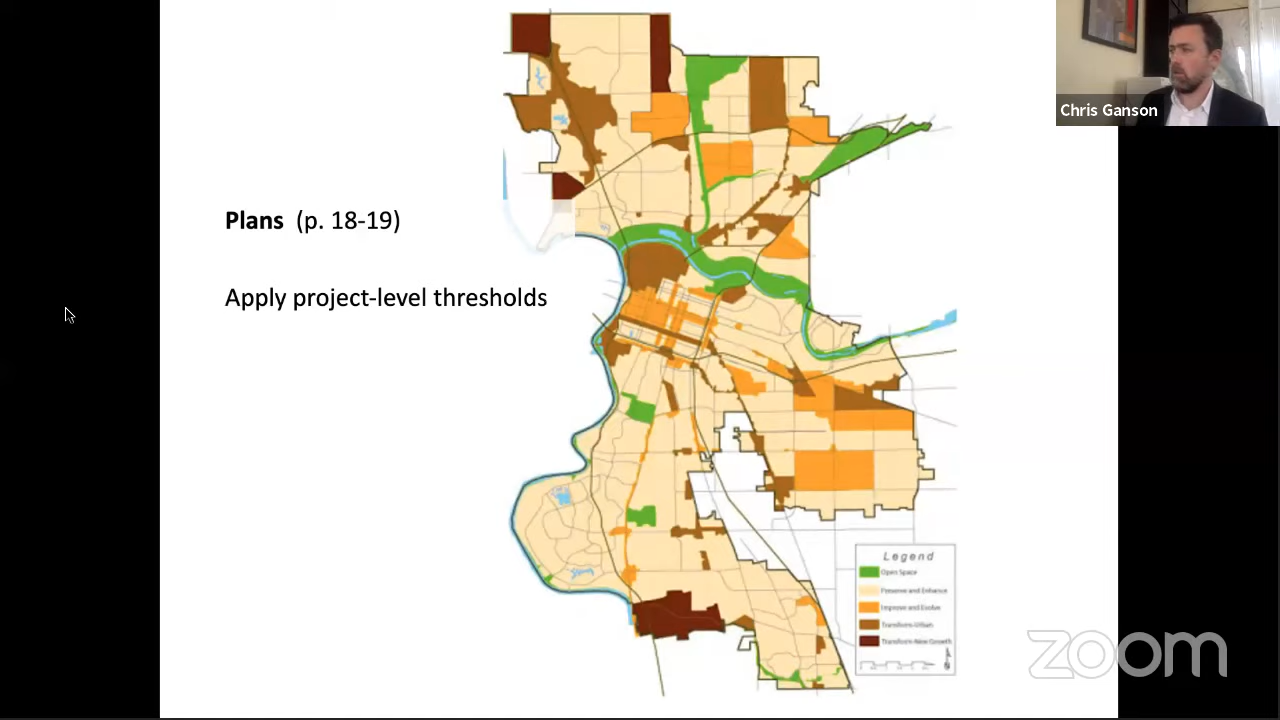 Chris Ganson
Plans (p. 18-19)
Apply project-level thresholds
Legend
Open Space
Preserve and Enhance
Improve and Evolve
Transform-Urban
Transform-New Growth
zoom